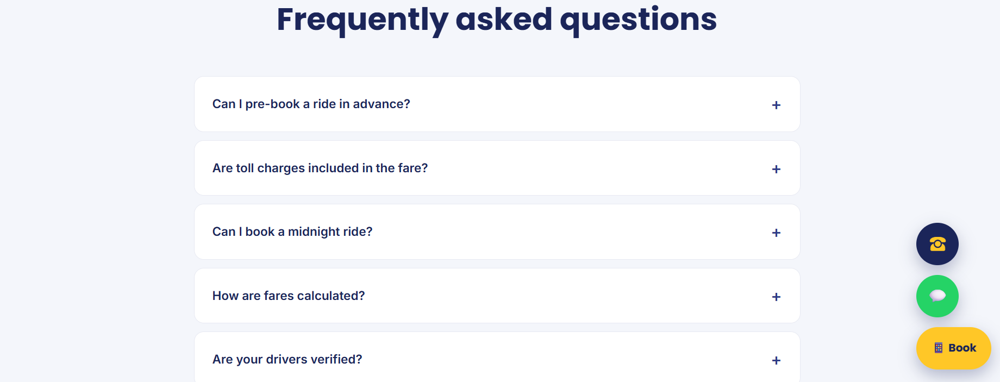 Frequently asked questions
Can I pre-book a ride in advance?
+
Are toll charges included in the fare?
+
Can I book a midnight ride?
+
How are fares calculated?
+
Are your drivers verified?
+
Book